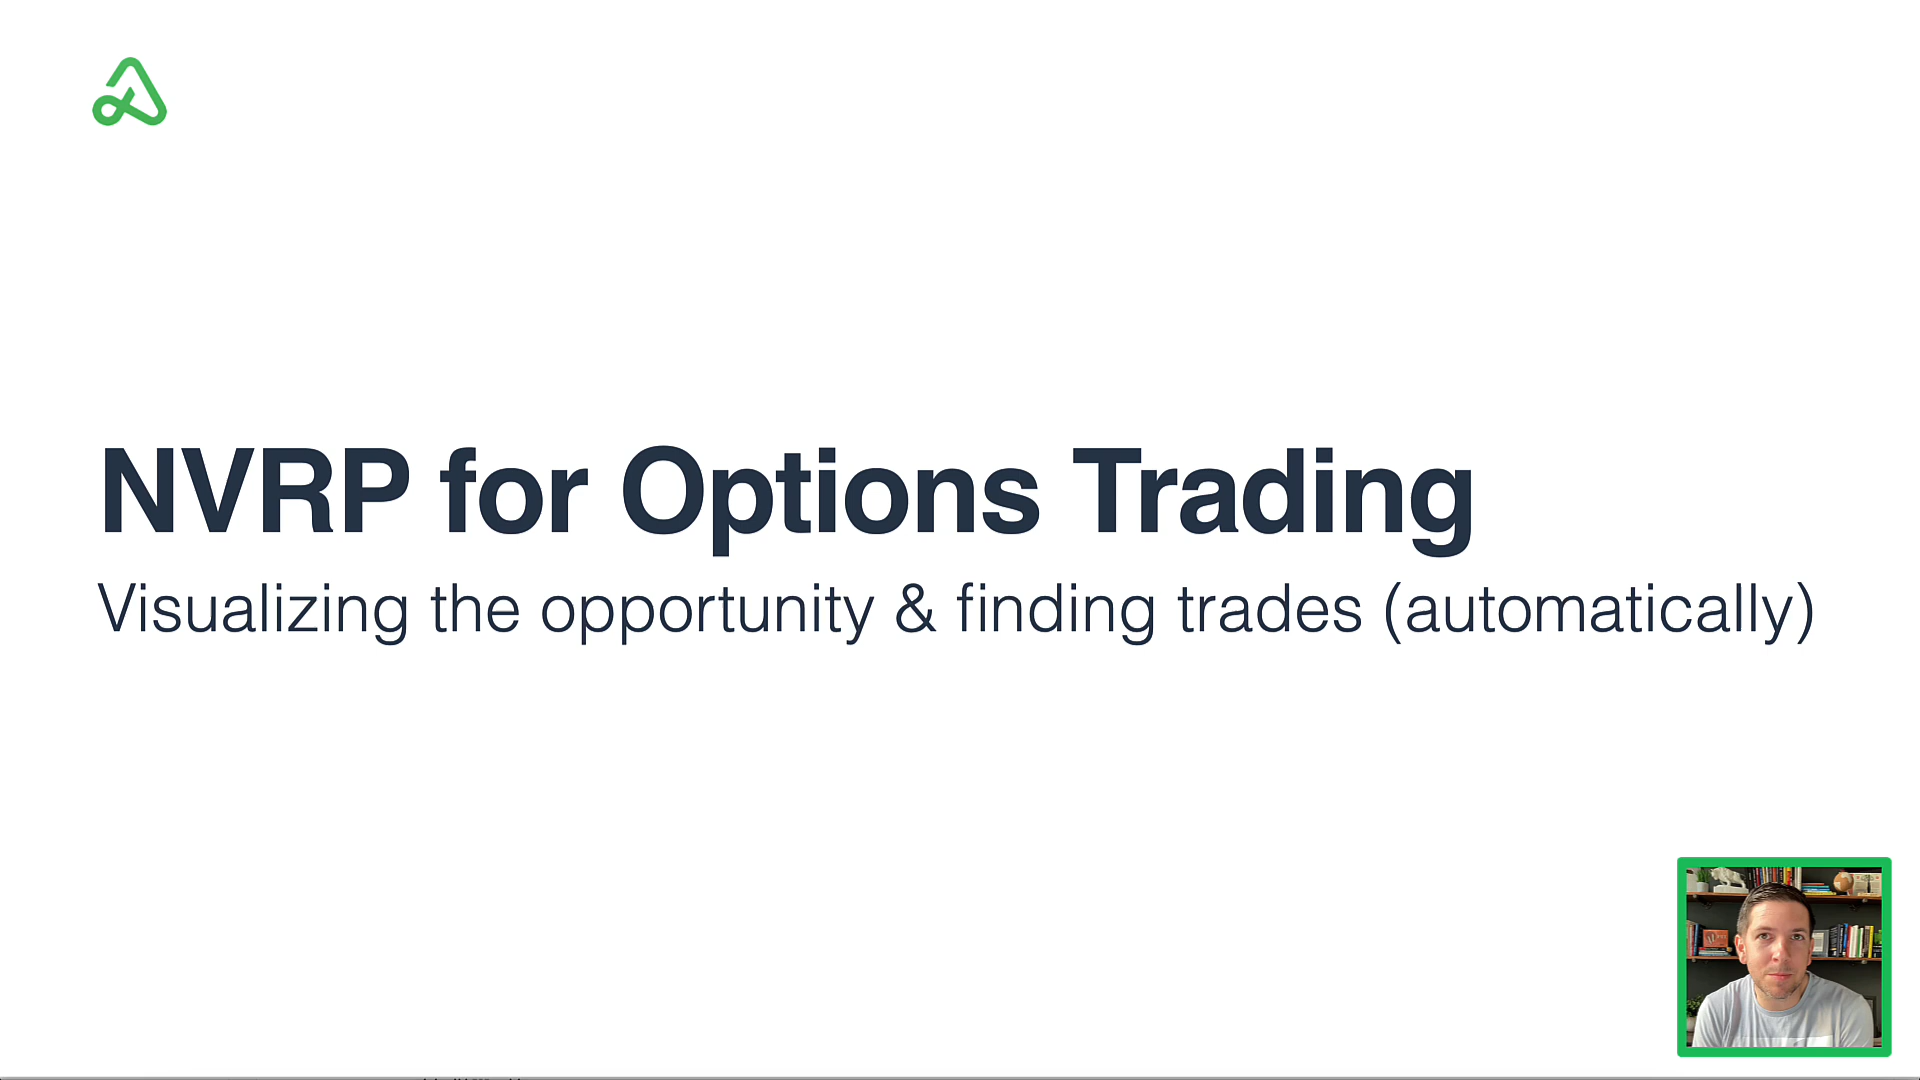 NVRP for Options Trading
Visualizing the opportunity & finding trades (automatically)